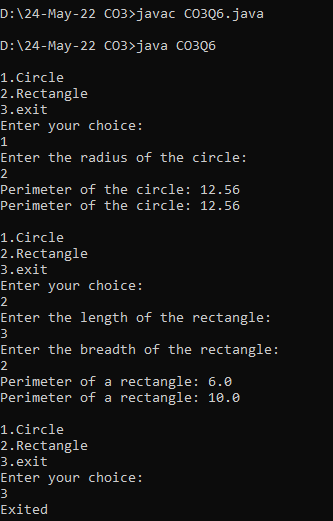 D:\24-May-22 CO3>javac CO3Q6.java
D:\24-May-22 CO3>java CO3Q6
1.Circle
2.Rectangle
3.exit
Enter your choice:
1
Enter the radius of the circle:
2
Perimeter of the circle: 12.56
Perimeter of the circle: 12.56
1.Circle
2.Rectangle
3.exit
Enter your choice:
2
Enter the length of the rectangle:
3
Enter the breadth of the rectangle:
2
Perimeter of a rectangle: 6.0
Perimeter of a rectangle: 10.0
1.Circle
2.Rectangle
3.exit
Enter your choice:
3
Exited